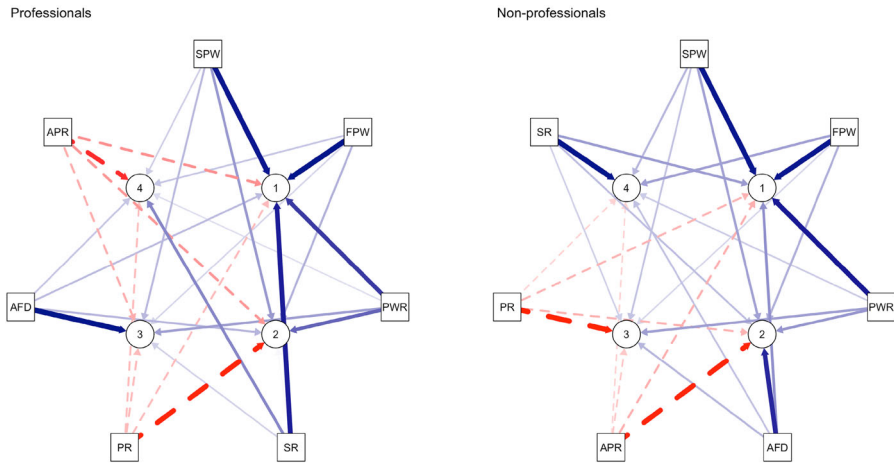 Professionals
Non-professionals
SPW
SPW
APR
FPW
SR
FPW
4
1
4
1
AFD
3
2
PWR
PR
3
2
PWR
PR
SR
APR
AFD